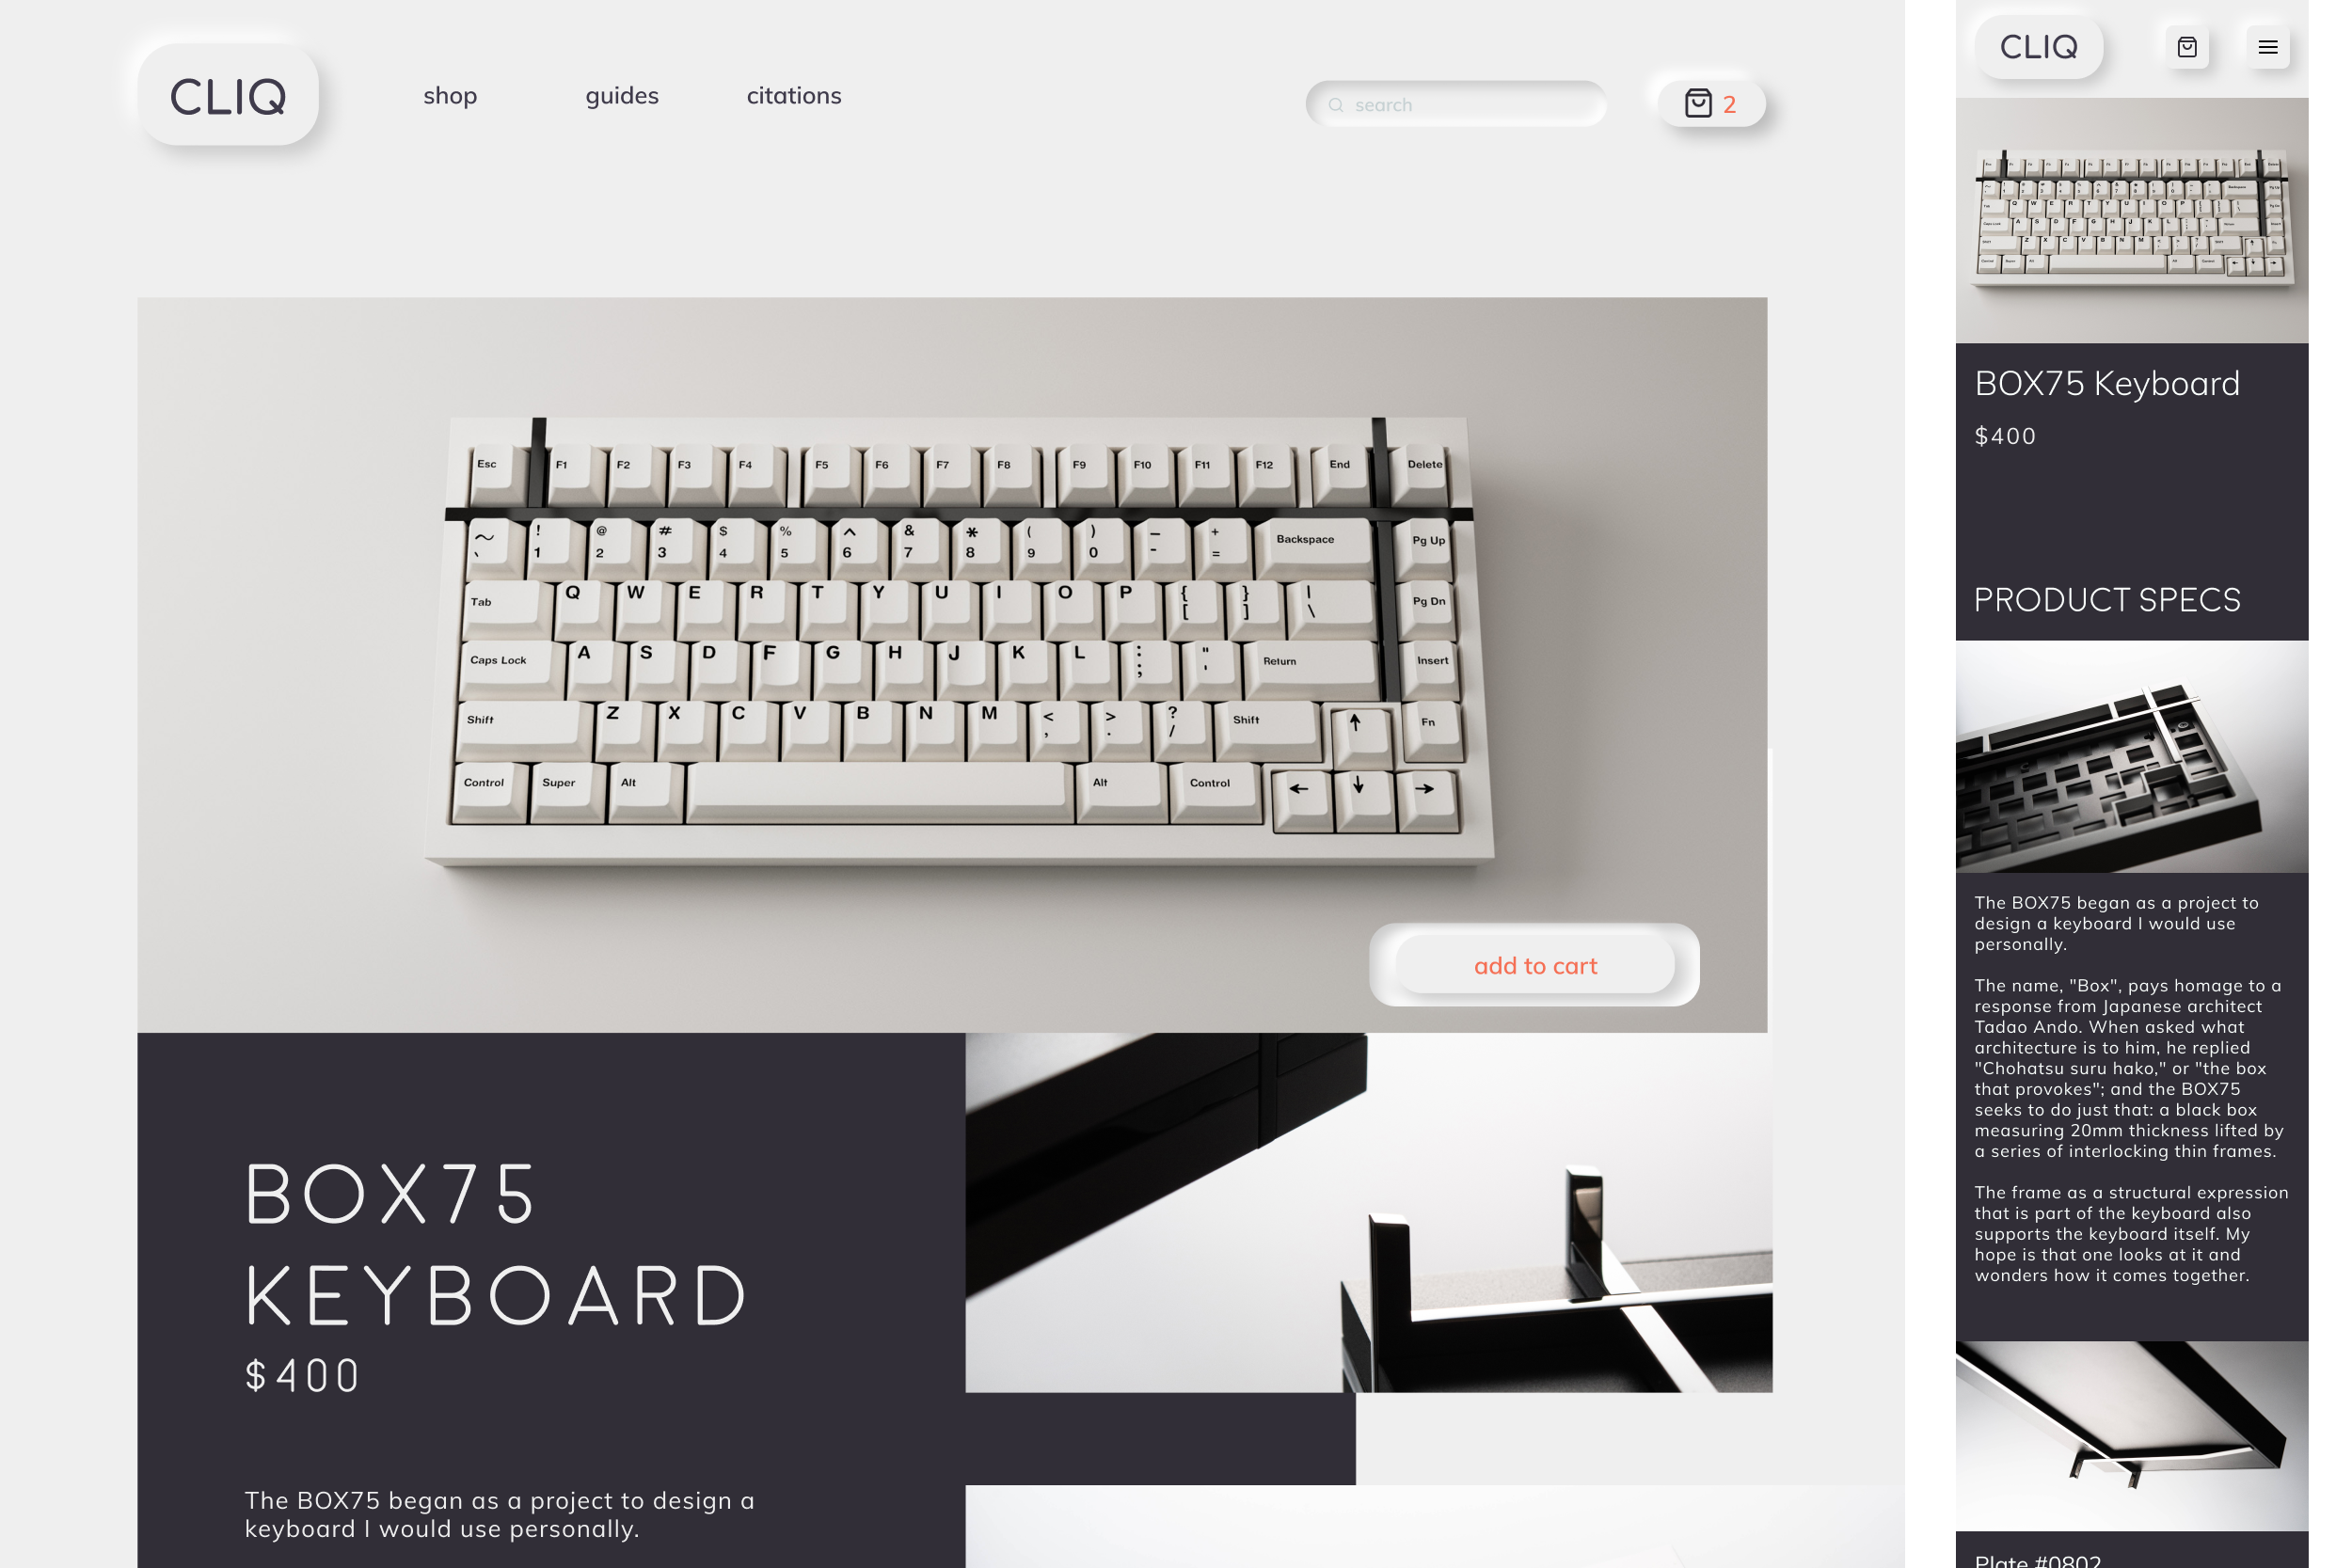 CLIQ
shop guides citations
search
2
Esc F1 F2 F3 F4 F5 F6 F7 F8 F9 F10 F11 F12 End Delete
~ ` ! 1 @ 2 # 3 $ 4 % 5 ^ 6 & 7 * 8 ( 9 ) 0 _ - + = Backspace Pg Up
Tab Q W E R T Y U I O P { [ } ] | \ Pg Dn
Caps Lock A S D F G H J K L : ; " ' Return Insert
Shift Z X C V B N M < , > . ? / Shift ↑ Fn
Control Super Alt Alt Control ← ↓ →
add to cart
BOX75
KEYBOARD
$400
The BOX75 began as a project to design a
keyboard I would use personally.
CLIQ
BOX75 Keyboard
$400
PRODUCT SPECS
The BOX75 began as a project to
design a keyboard I would use
personally.
The name, "Box", pays homage to a
response from Japanese architect
Tadao Ando. When asked what
architecture is to him, he replied
"Chohatsu suru hako," or "the box
that provokes"; and the BOX75
seeks to do just that: a black box
measuring 20mm thickness lifted by
a series of interlocking thin frames.
The frame as a structural expression
that is part of the keyboard also
supports the keyboard itself. My
hope is that one looks at it and
wonders how it comes together.
Plate #0802